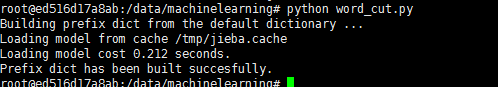 root@ed516d17a8ab:/data/machinelearning# python word_cut.py
Building prefix dict from the default dictionary ...
Loading model from cache /tmp/jieba.cache
Loading model cost 0.212 seconds.
Prefix dict has been built succesfully.
root@ed516d17a8ab:/data/machinelearning#